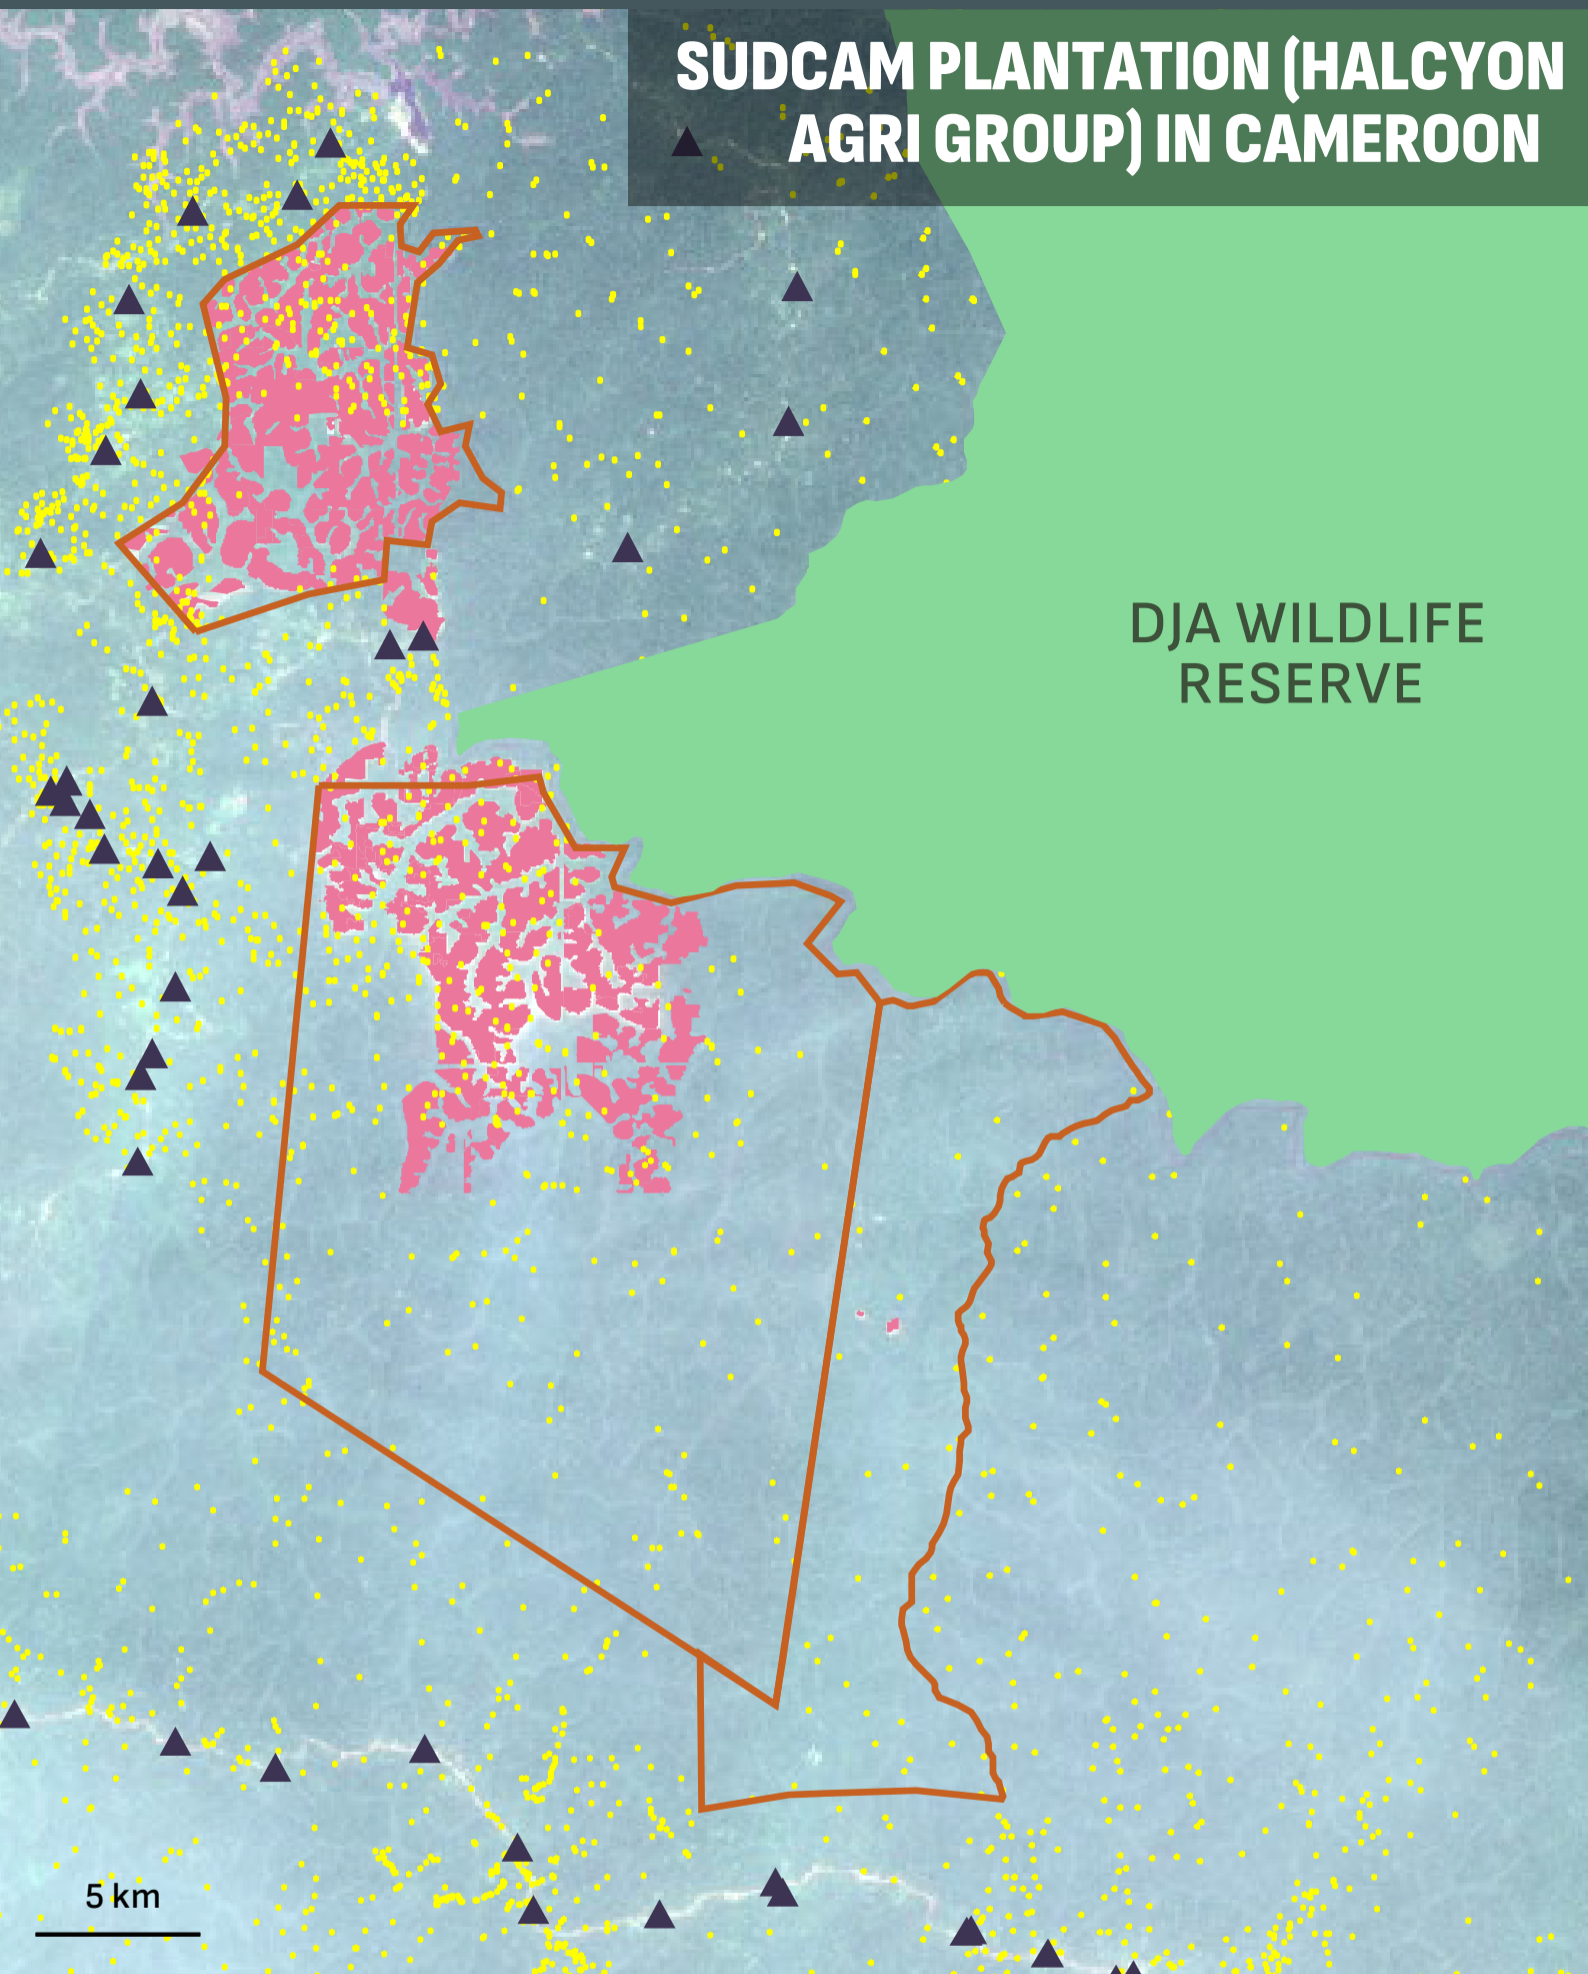 SUDCAM PLANTATION (HALCYON
AGRI GROUP) IN CAMEROON
DJA WILDLIFE
RESERVE
5 km